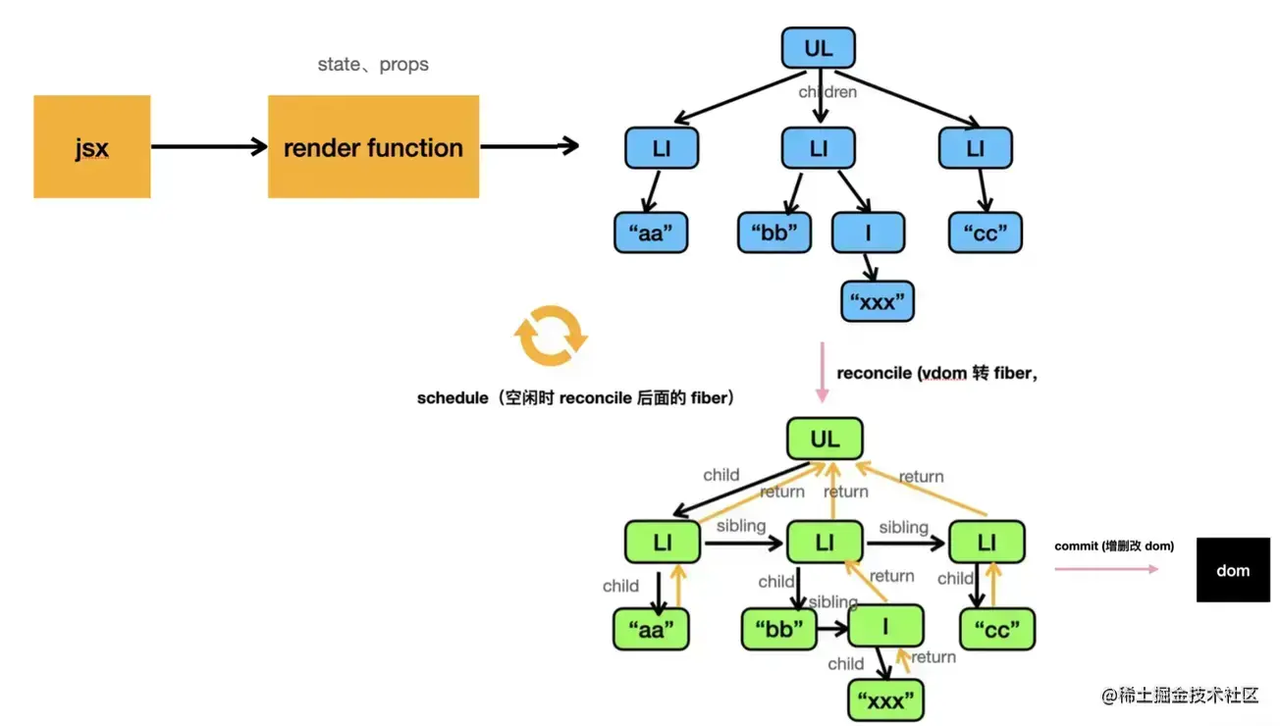 state、props
jsx
render function
UL
children
LI
LI
LI
“aa”
“bb”
I
“cc”
“xxx”
reconcile (vdom 转 fiber,
schedule（空闲时 reconcile 后面的 fiber）
UL
child
return
return
return
LI
sibling
LI
sibling
LI
child
child
return
child
sibling
“aa”
“bb”
I
“cc”
child
return
“xxx”
commit (增删改 dom)
dom
@稀土掘金技术社区